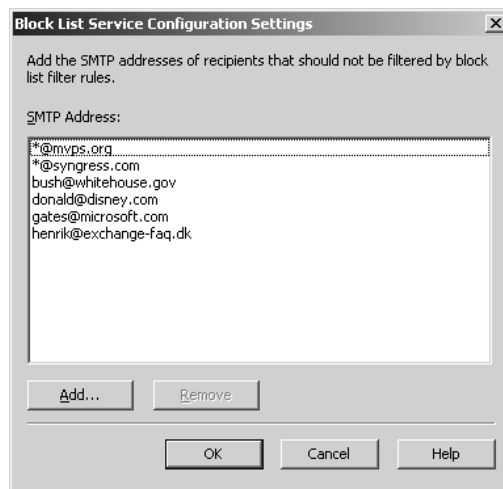 Block List Service Configuration Settings
Add the SMTP addresses of recipients that should not be filtered by block
list filter rules.
SMTP Address:
*@mvps.org
*@syngress.com
bush@whitehouse.gov
donald@disney.com
gates@microsoft.com
henrik@exchange-faq.dk
Add...
Remove
OK
Cancel
Help